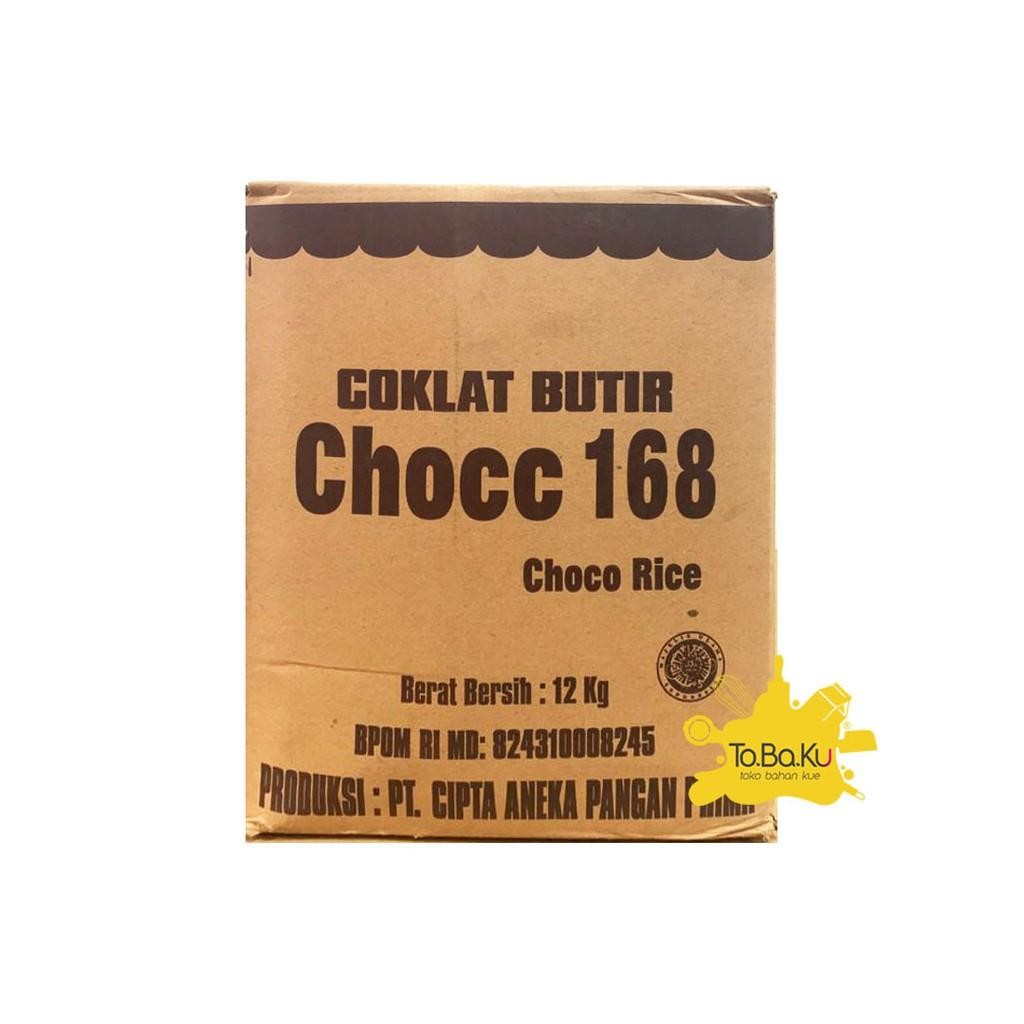 COKLAT BUTIR
Chocc 168
Choco Rice
Berat Bersih : 12 Kg
BPOM RI MD: 824310008245
PRODUKSI : PT. CIPTA ANEKA PANGAN PRIMA
To.Ba.Ku
toko bahan kue